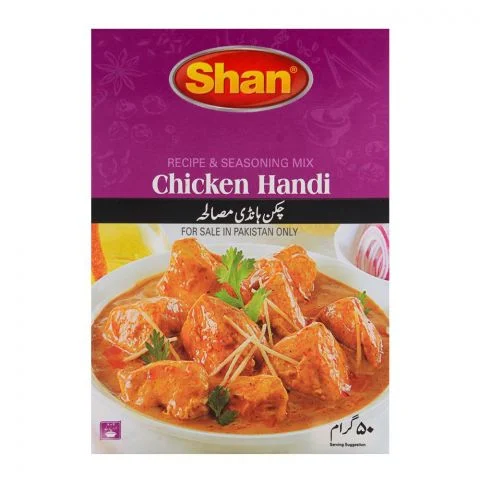 Shan®
RECIPE & SEASONING MIX
Chicken Handi
چکن ہانڈی مصالحہ
FOR SALE IN PAKISTAN ONLY
۵۰ گرام
Serving Suggestion